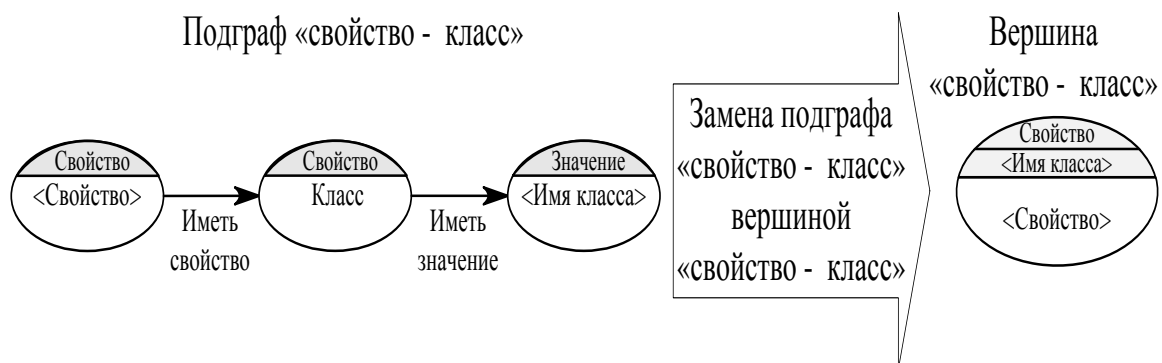 Подграф «свойство - класс»
Свойство
<Свойство>
Иметь
свойство
Свойство
Класс
Иметь
значение
Значение
<Имя класса>
Замена подграфа
«свойство - класс»
вершиной
«свойство - класс»
Вершина
«свойство - класс»
Свойство
<Имя класса>
<Свойство>